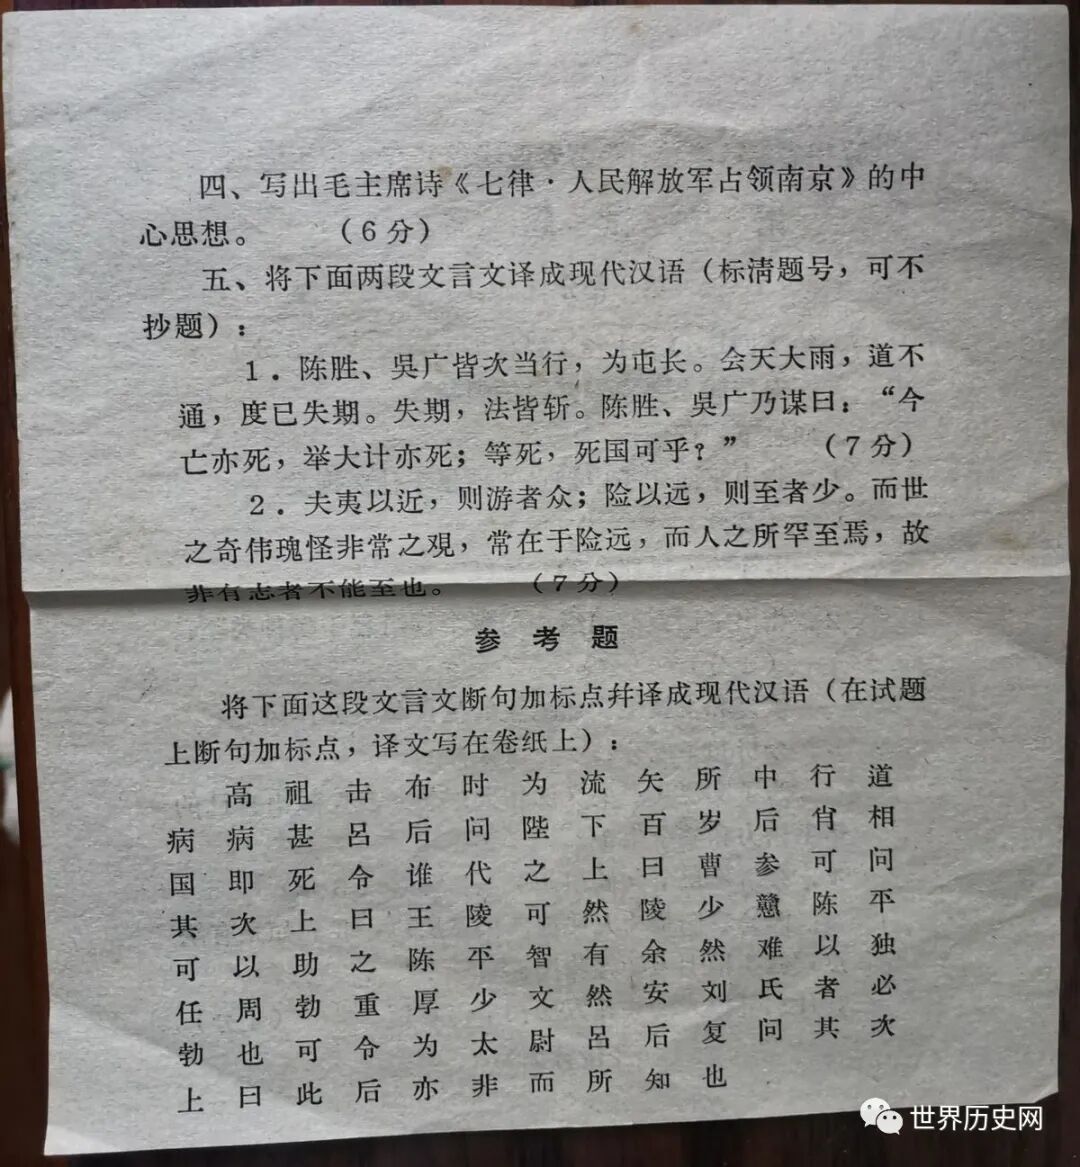 四、写出毛主席诗《七律·人民解放军占领南京》的中
心思想。 （6分）
五、将下面两段文言文译成现代汉语（标清题号，可不
抄题）：
1．陈胜、吳广皆次当行，为屯长。会天大雨，道不
通，度已失期。失期，法皆斩。陈胜、吳广乃谋曰：“今
亡亦死，举大计亦死；等死，死国可乎？” （7分）
2．夫夷以近，则游者众；险以远，则至者少。而世
之奇伟瑰怪非常之覌，常在于险远，而人之所罕至焉，故
非有志者不能至也。 （7分）
参考题
将下面这段文言文断句加标点幷译成现代汉语（在试题
上断句加标点，译文写在卷纸上）：
高祖击布时为流矢所中行道
病病甚吕后问陛下百岁后肖相
国即死令谁代之上曰曹参可问
其次上曰王陵可然陵少戆陈平
可以助之陈平智有余然难以独
任周勃重厚少文然安刘氏者必
勃也可令为太尉吕后复问其次
上曰此后亦非而所知也
世界历史网